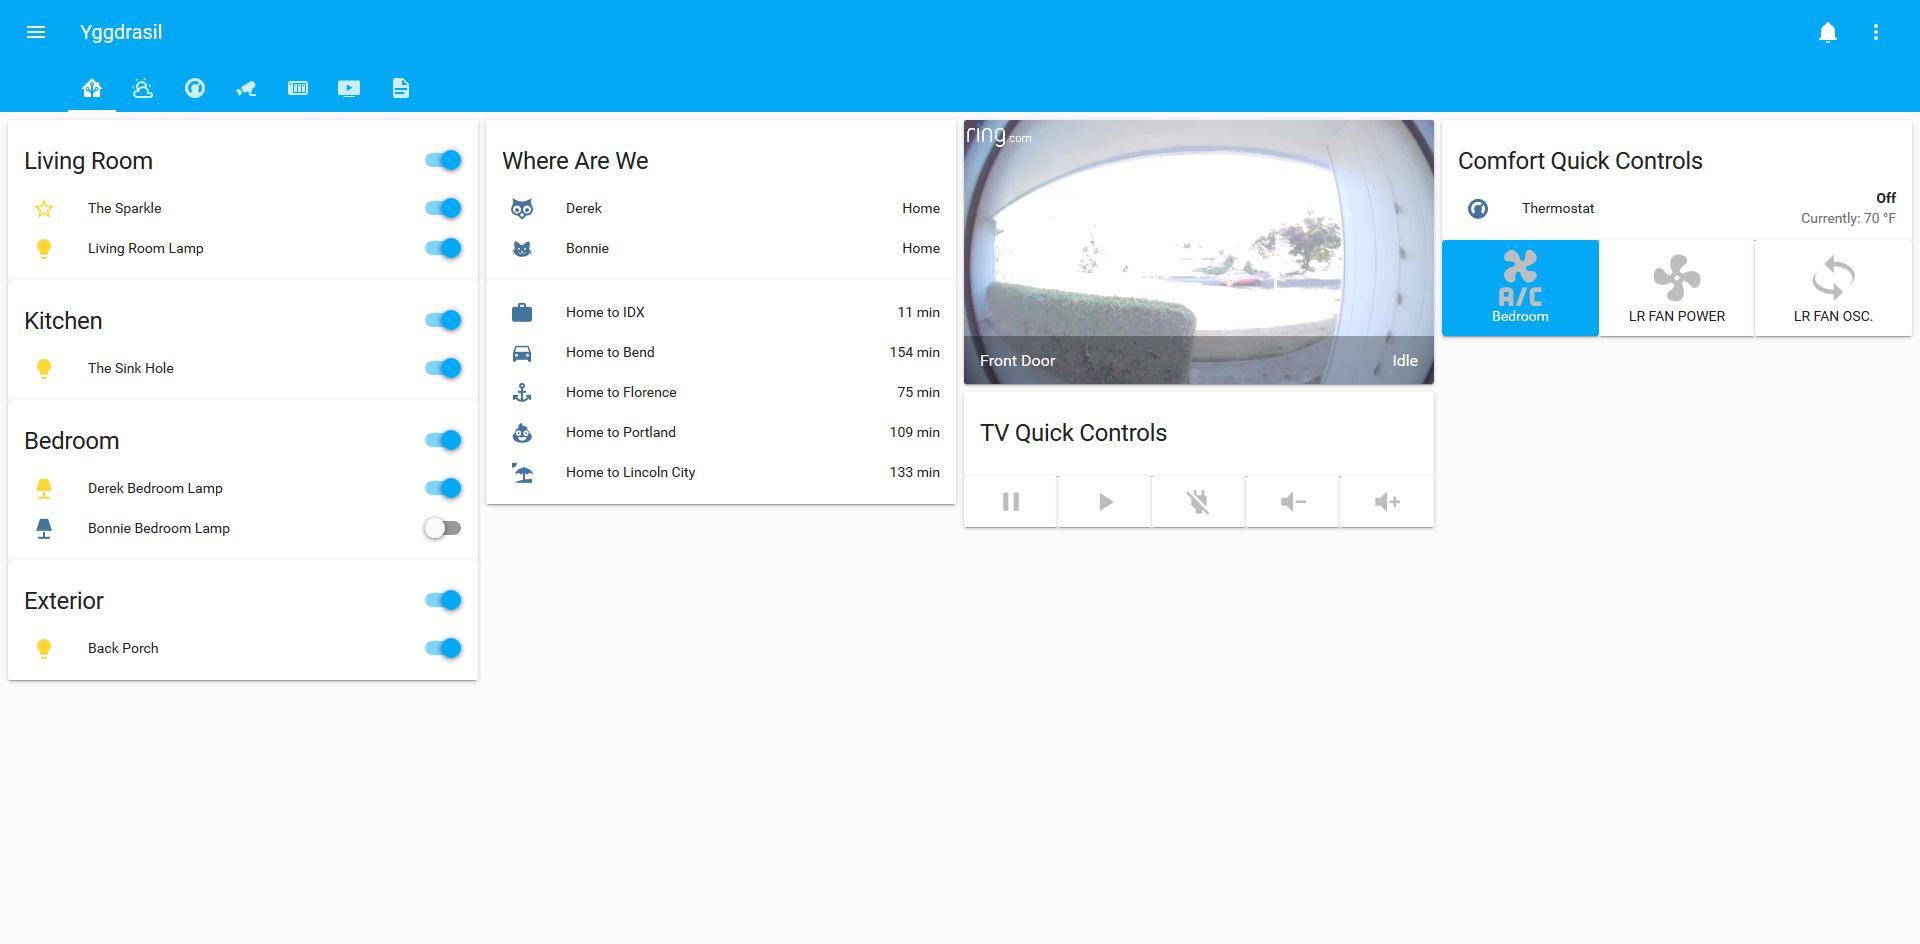 Yggdrasil
Living Room
The Sparkle
Living Room Lamp
Kitchen
The Sink Hole
Bedroom
Derek Bedroom Lamp
Bonnie Bedroom Lamp
Exterior
Back Porch
Where Are We
Derek Home
Bonnie Home
Home to IDX 11 min
Home to Bend 154 min
Home to Florence 75 min
Home to Portland 109 min
Home to Lincoln City 133 min
ring.com
Front Door Idle
TV Quick Controls
Comfort Quick Controls
Thermostat Off
Currently: 70 °F
A/C
Bedroom LR FAN POWER LR FAN OSC.